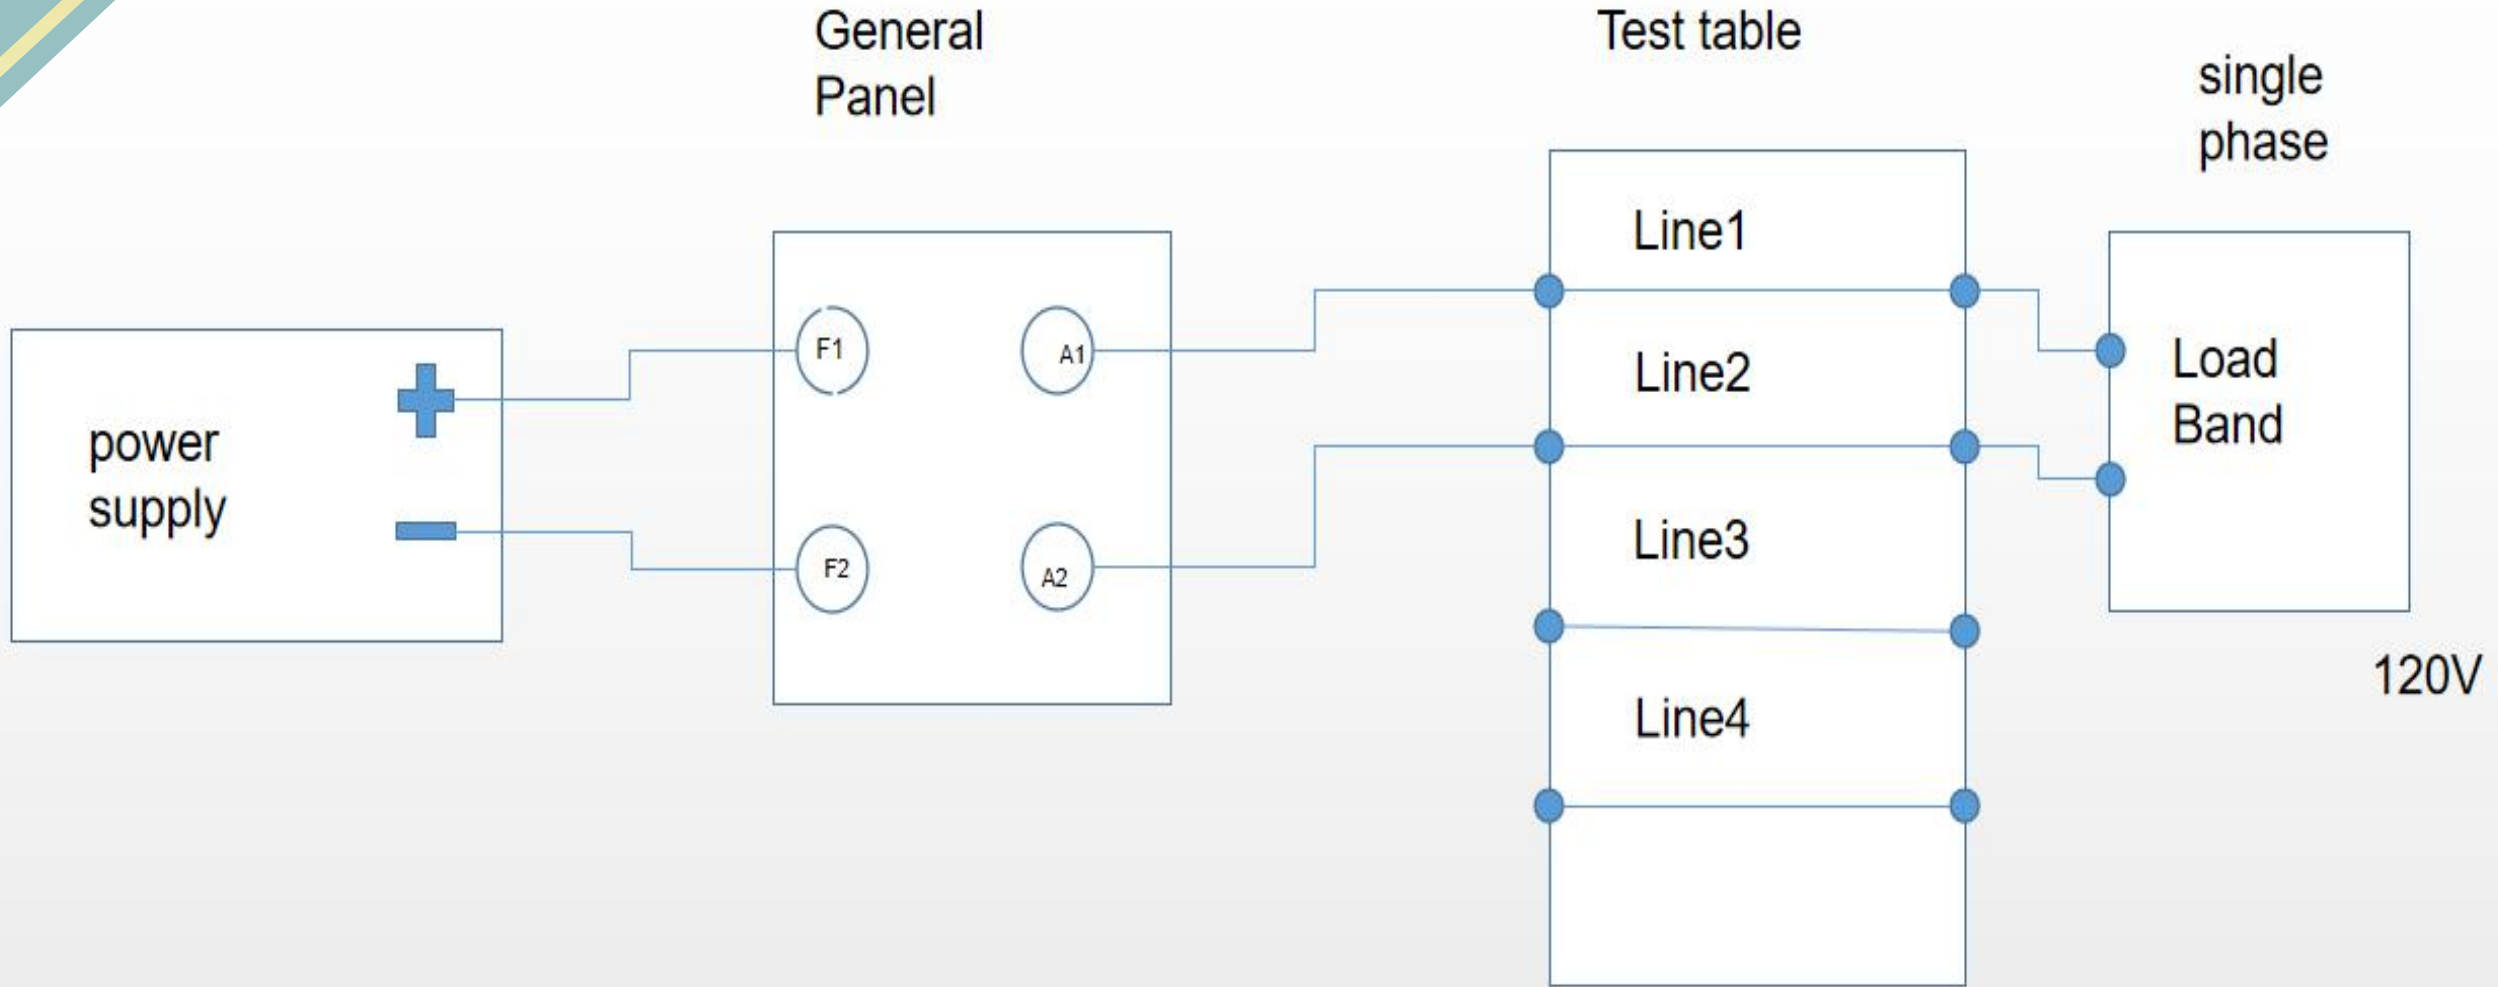 General
Panel
Test table
single
phase
power
supply
F1
A1
F2
A2
Line1
Line2
Line3
Line4
Load
Band
120V